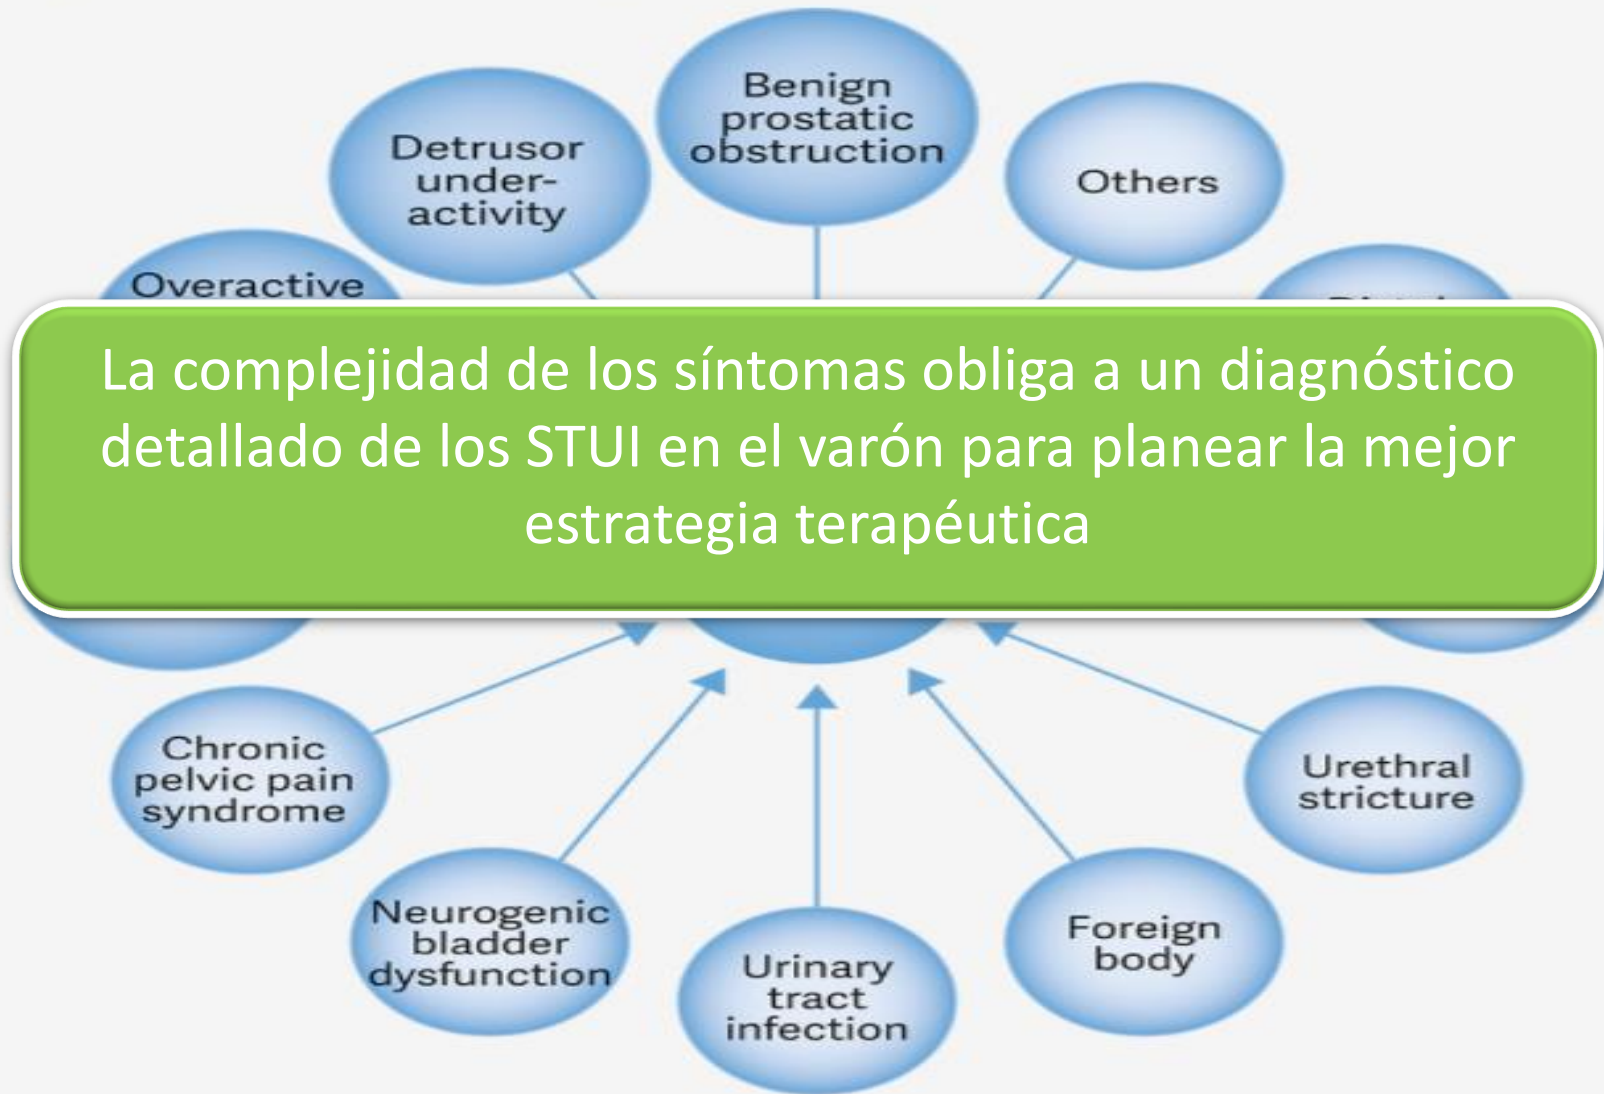 Benign
prostatic
obstruction
Detrusor
under-
activity
Others
Overactive
La complejidad de los síntomas obliga a un diagnóstico
detallado de los STUI en el varón para planear la mejor
estrategia terapéutica
Chronic
pelvic pain
syndrome
Urethral
stricture
Neurogenic
bladder
dysfunction
Foreign
body
Urinary
tract
infection